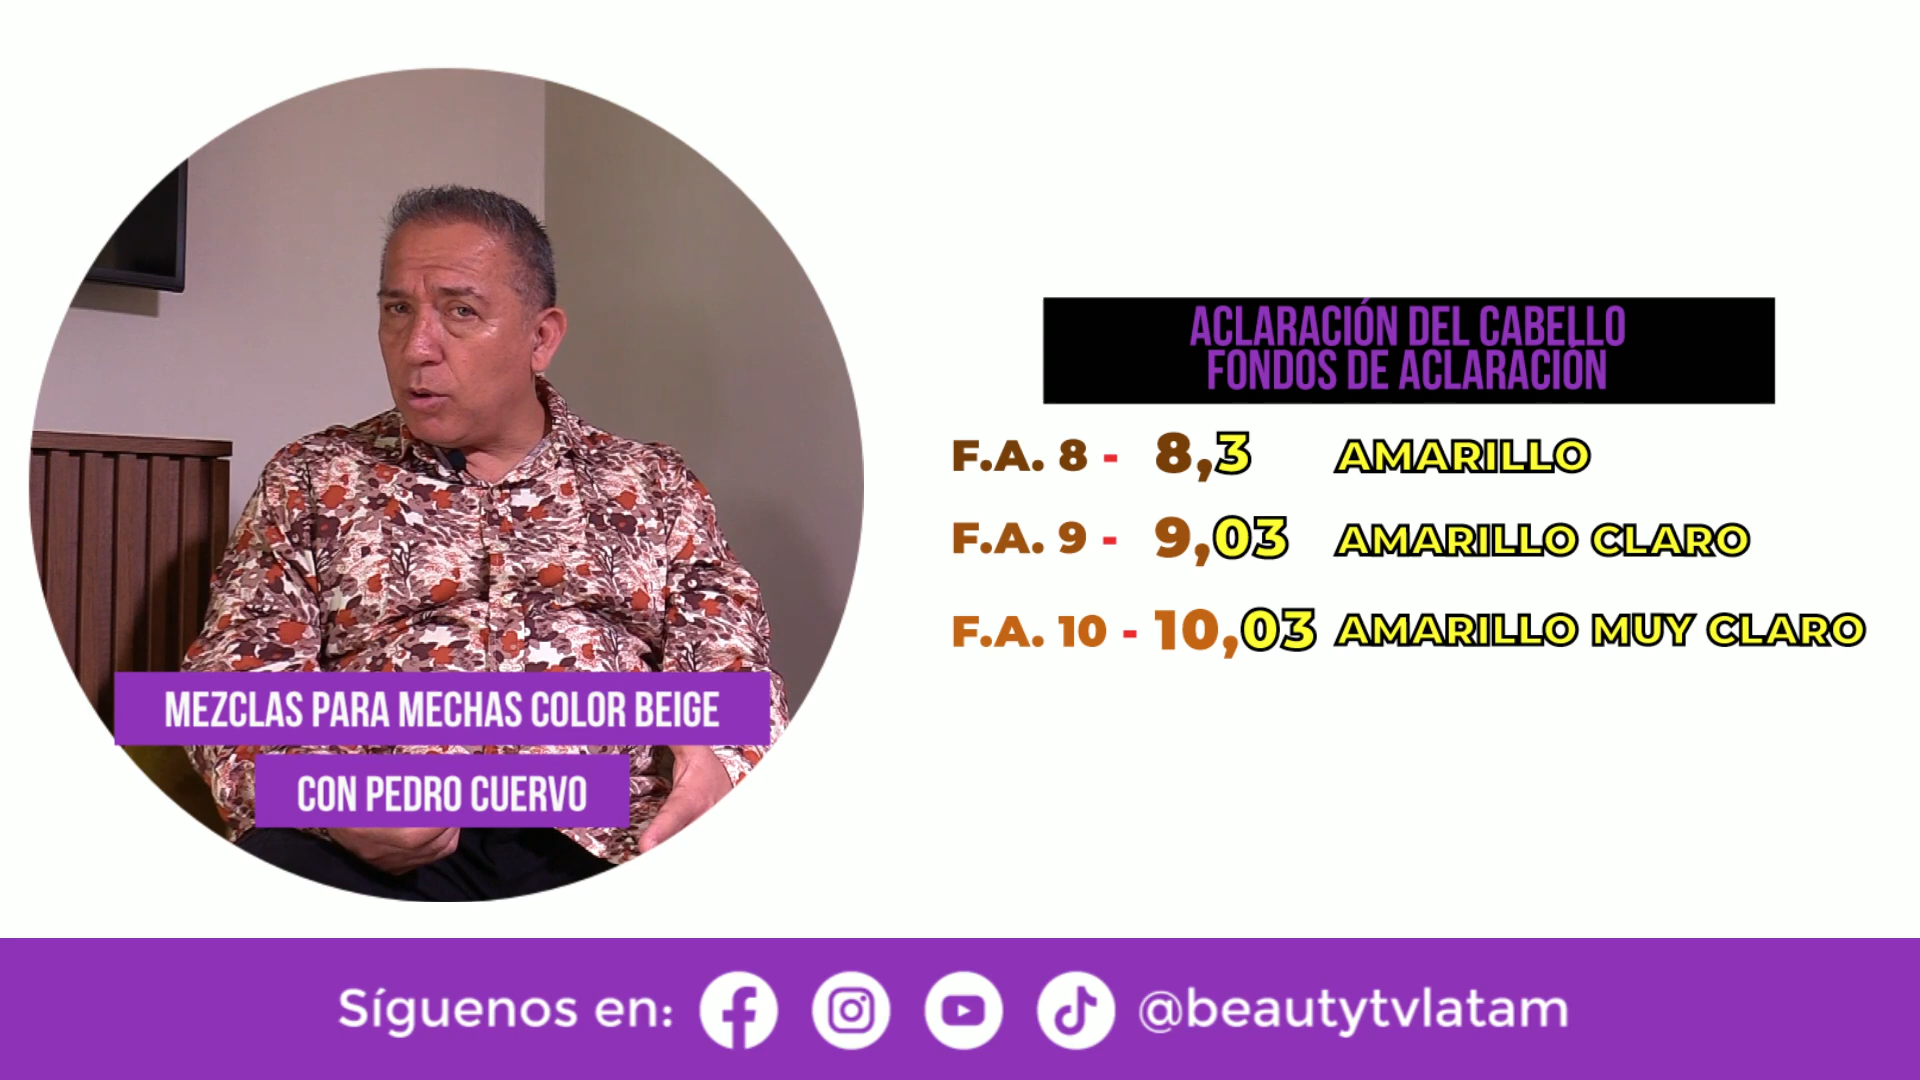 ACLARACIÓN DEL CABELLO
FONDOS DE ACLARACIÓN
F.A. 8 - 8,3 AMARILLO
F.A. 9 - 9,03 AMARILLO CLARO
F.A. 10 - 10,03 AMARILLO MUY CLARO
MEZCLAS PARA MECHAS COLOR BEIGE
CON PEDRO CUERVO
Síguenos en: @beautytvlatam